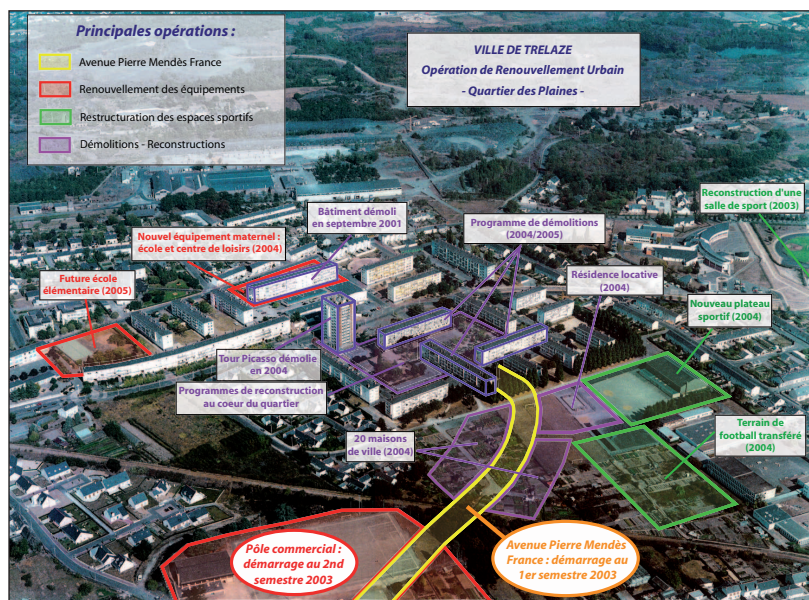 Principales opérations :
Avenue Pierre Mendès France
Renouvellement des équipements
Restructuration des espaces sportifs
Démolitions - Reconstructions
VILLE DE TRELAZE
Opération de Renouvellement Urbain
- Quartier des Plaines -
Reconstruction d'une
salle de sport (2003)
Bâtiment démoli
en septembre 2001
Programme de démolitions
(2004/2005)
Nouvel équipement maternel :
école et centre de loisirs (2004)
Résidence locative
(2004)
Future école
élémentaire (2005)
Nouveau plateau
sportif (2004)
Tour Picasso démolie
en 2004
Programmes de reconstruction
au coeur du quartier
20 maisons
de ville (2004)
Terrain de
football transféré
(2004)
Pôle commercial :
démarrage au 2nd
semestre 2003
Avenue Pierre Mendès
France : démarrage au
1er semestre 2003